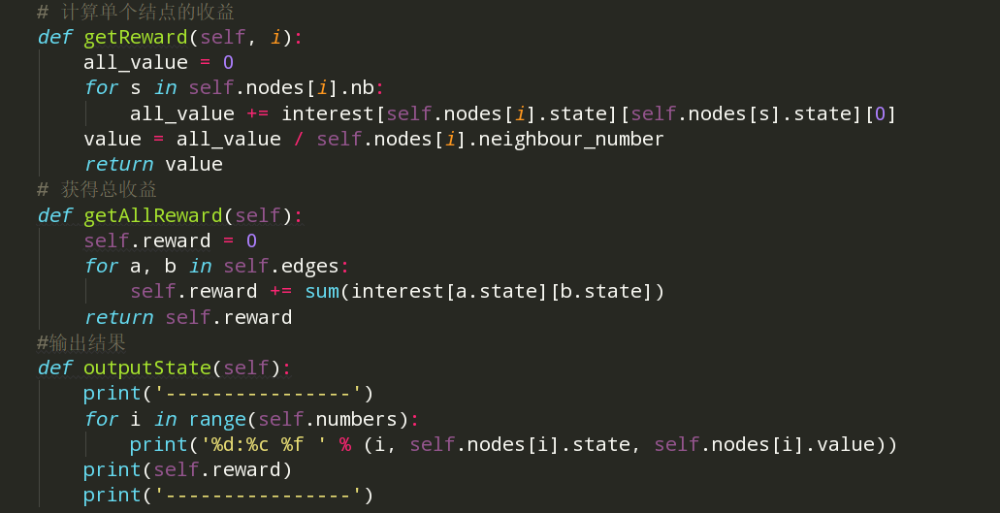 # 计算单个结点的收益
def getReward(self, i):
    all_value = 0
    for s in self.nodes[i].nb:
        all_value += interest[self.nodes[i].state][self.nodes[s].state][0]
    value = all_value / self.nodes[i].neighbour_number
    return value
# 获得总收益
def getAllReward(self):
    self.reward = 0
    for a, b in self.edges:
        self.reward += sum(interest[a.state][b.state])
    return self.reward
#输出结果
def outputState(self):
    print('----------------')
    for i in range(self.numbers):
        print('%d:%c %f ' % (i, self.nodes[i].state, self.nodes[i].value))
    print(self.reward)
    print('----------------')